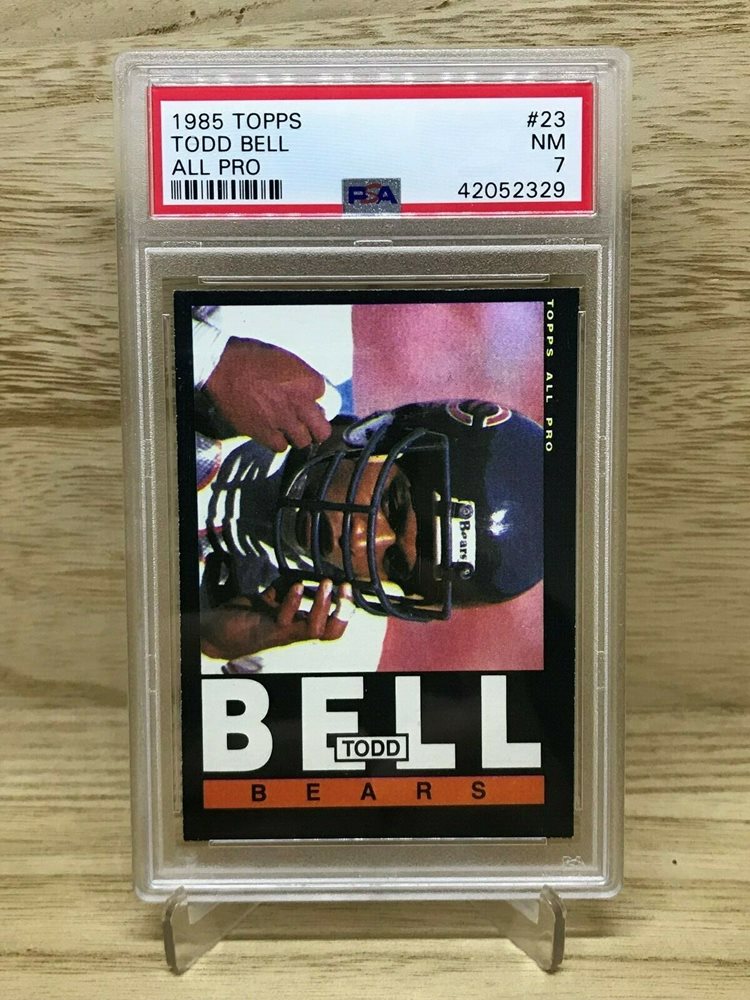 1985 TOPPS #23
TODD BELL NM
ALL PRO 7
PSA 42052329
TOPPS ALL PRO
Bears
BELL
TODD
BEARS